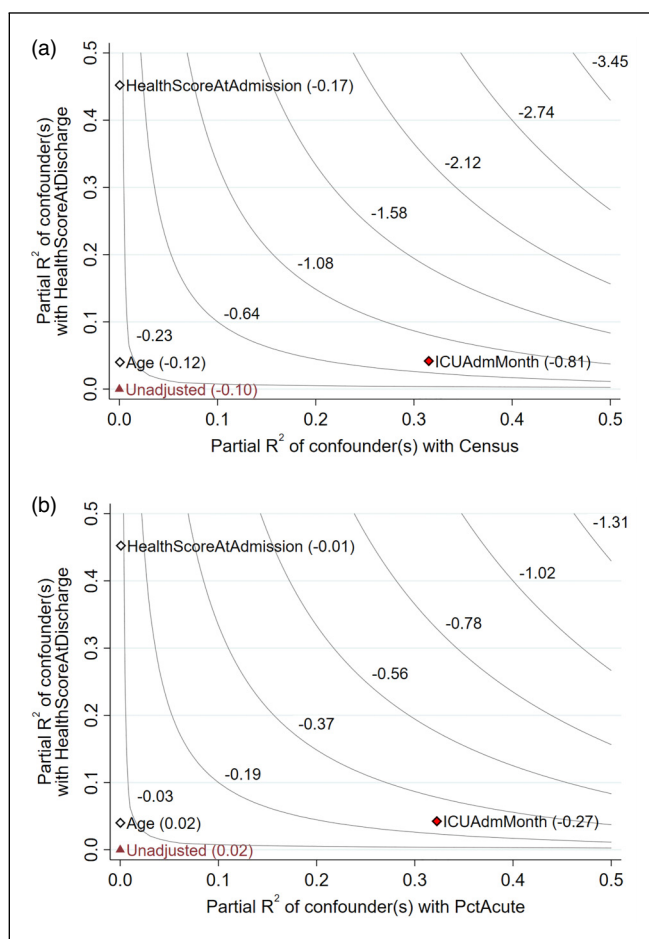 (a)
Partial R² of confounder(s)
with HealthScoreAtDischarge
0.5
0.4
0.3
0.2
0.1
0.0
HealthScoreAtAdmission (-0.17)
-3.45
-2.74
-2.12
-1.58
-1.08
-0.64
-0.23
Age (-0.12)
ICUAdmMonth (-0.81)
Unadjusted (-0.10)
0.0 0.1 0.2 0.3 0.4 0.5
Partial R² of confounder(s) with Census
(b)
Partial R² of confounder(s)
with HealthScoreAtDischarge
0.5
0.4
0.3
0.2
0.1
0.0
-1.31
HealthScoreAtAdmission (-0.01)
-1.02
-0.78
-0.56
-0.37
-0.19
-0.03
Age (0.02)
ICUAdmMonth (-0.27)
Unadjusted (0.02)
0.0 0.1 0.2 0.3 0.4 0.5
Partial R² of confounder(s) with PctAcute